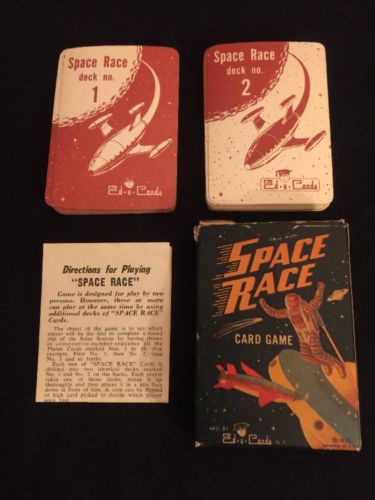 Space Race
deck no.
1
Ed-u-Cards
Space Race
deck no.
2
Ed-u-Cards
Directions for Playing
"SPACE RACE"
Game is designed for play by two
persons. However, three or more
can play at the same time by using
additional decks of "SPACE RACE"
Cards.
The object of the game is to see which
player will be the first to complete a round
trip of the Solar System by having drawn
in consecutive-number-sequence all the
Planet Cards marked Nos. 1 to
example, First No. 1, then No. 2, then
No. 3 and so forth).
Each box of "SPACE RACE" Cards is
divided into two identical decks marked
No. 1 and No. 2 on the backs. Each player
takes one of these decks, mixes it up
thoroughly and then places it in a pile face
down in front of him. A coin can be flipped
or high card picked to decide which player
goes first.
SPACE
RACE
CARD GAME
MFG. BY Ed-u-Cards N.Y.